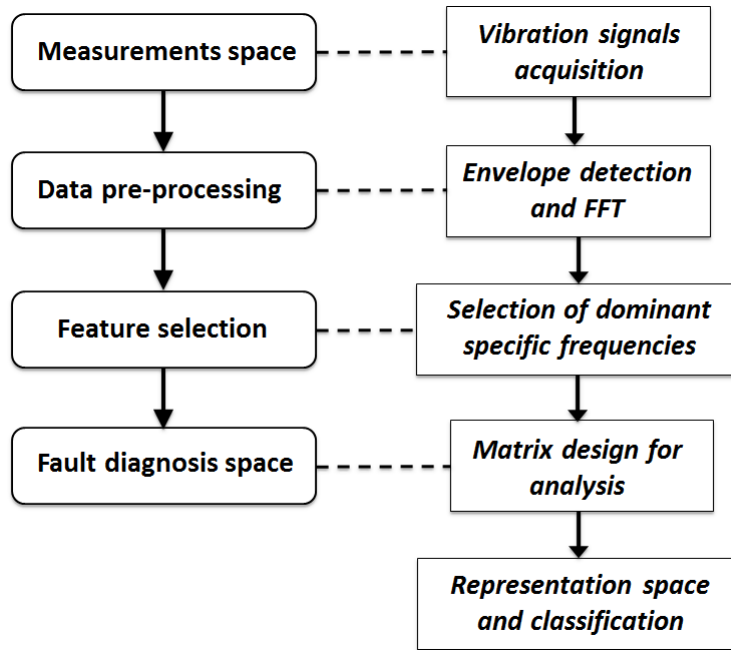 Measurements space
Vibration signals
acquisition
Data pre-processing
Envelope detection
and FFT
Feature selection
Selection of dominant
specific frequencies
Fault diagnosis space
Matrix design for
analysis
Representation space
and classification